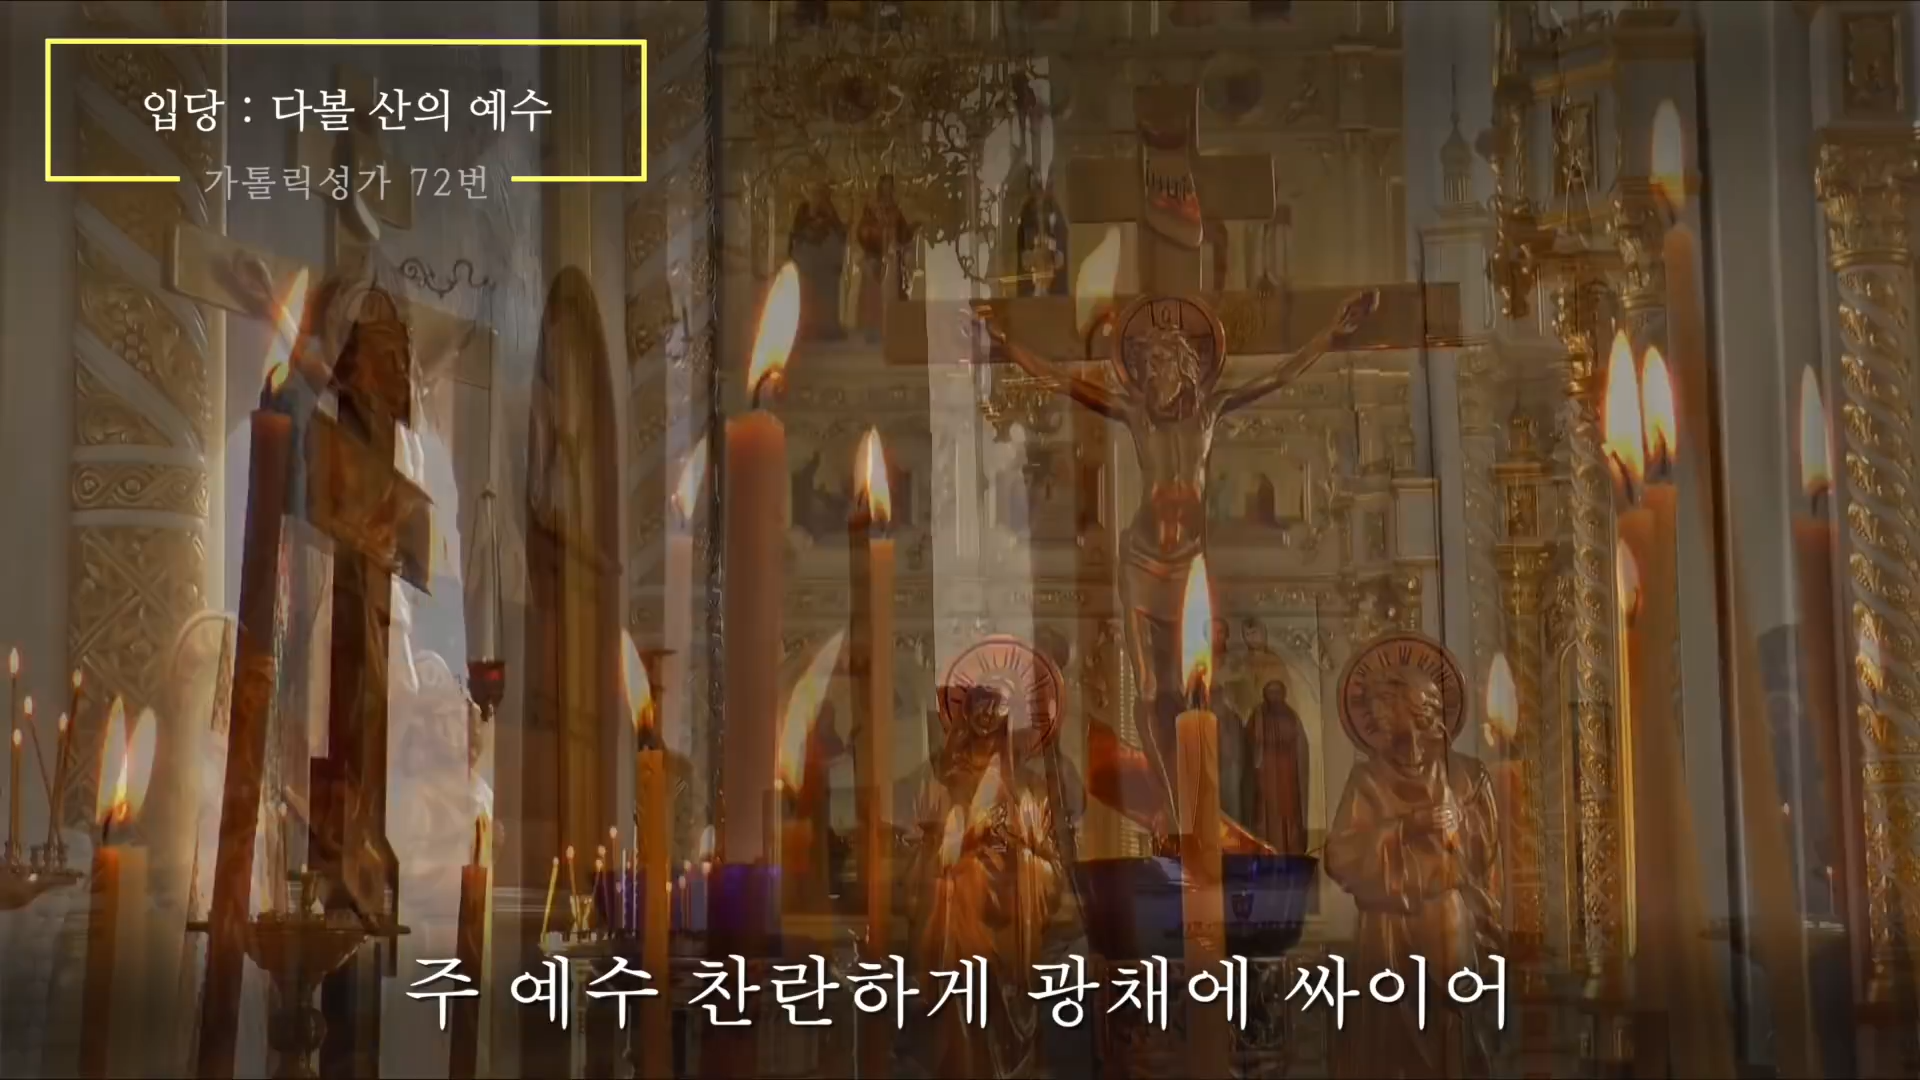 입당 : 다볼 산의 예수
가톨릭성가 72번
주 예수 찬란하게 광채에 싸이어